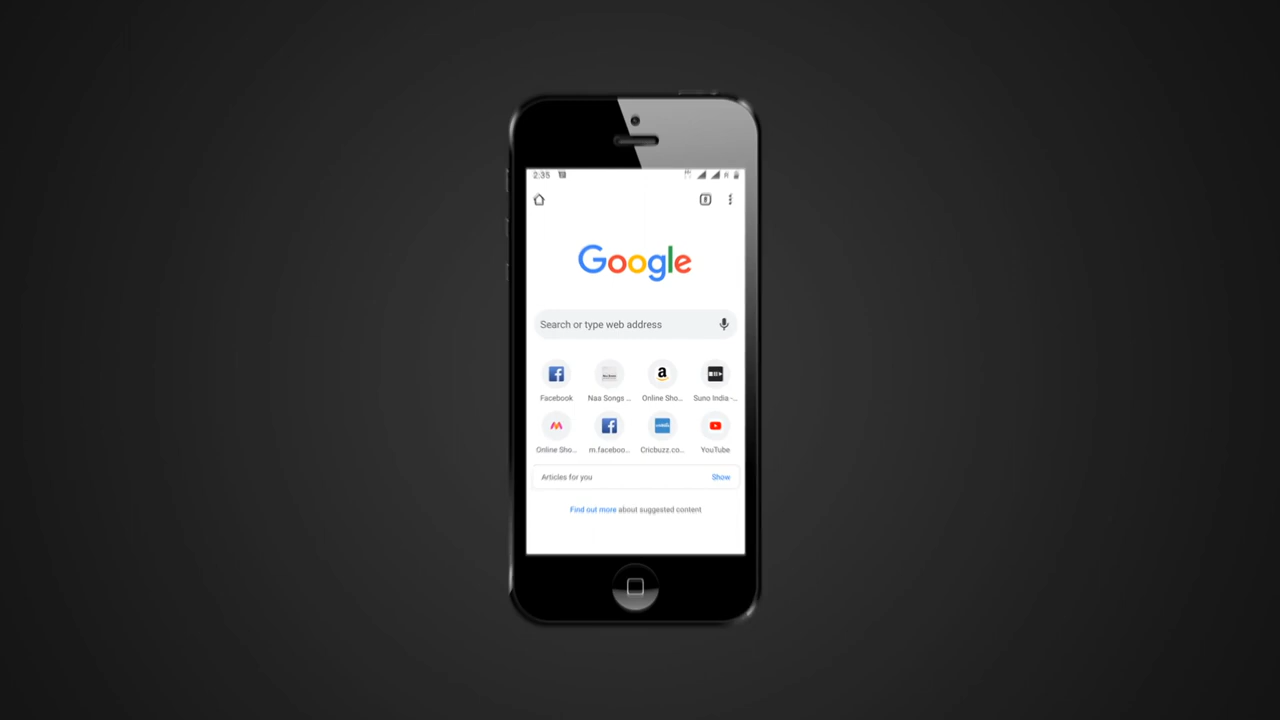 2:35
8
Google
Search or type web address
Facebook
Naa Songs ...
Online Sho...
Suno India -...
Online Sho...
m.faceboo...
Cricbuzz.co...
YouTube
Articles for you
Show
Find out more about suggested content